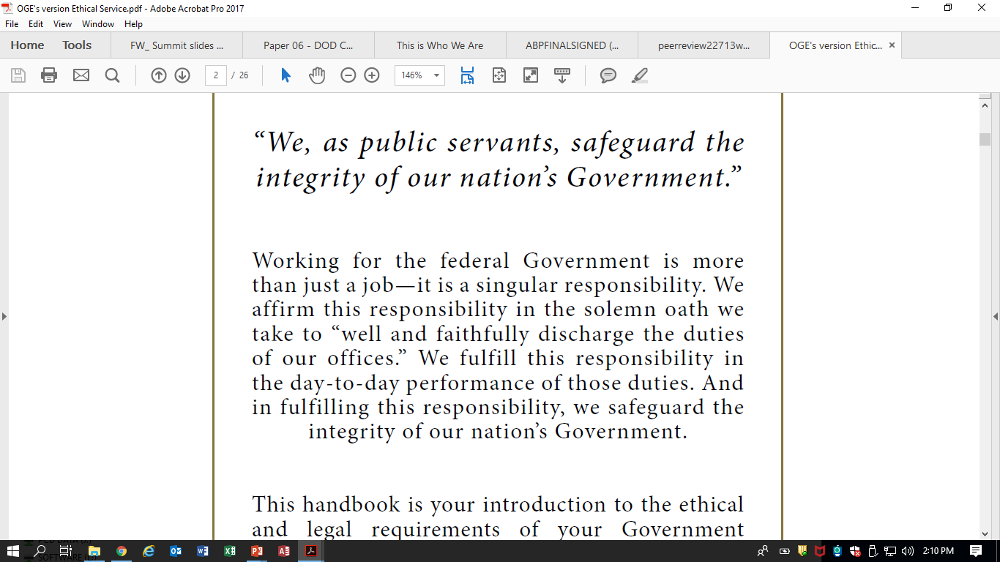 OGE's version Ethical Service.pdf - Adobe Acrobat Pro 2017
File Edit View Window Help
Home Tools FW_ Summit slides ... Paper 06 - DOD C... This is Who We Are ABPFINALSIGNED (... peerreview22713w... OGE's version Ethic... ×
2 / 26 146%
“We, as public servants, safeguard the
integrity of our nation’s Government.”
Working for the federal Government is more
than just a job—it is a singular responsibility. We
affirm this responsibility in the solemn oath we
take to “well and faithfully discharge the duties
of our offices.” We fulfill this responsibility in
the day-to-day performance of those duties. And
in fulfilling this responsibility, we safeguard the
integrity of our nation’s Government.
This handbook is your introduction to the ethical
and legal requirements of your Government
2:10 PM